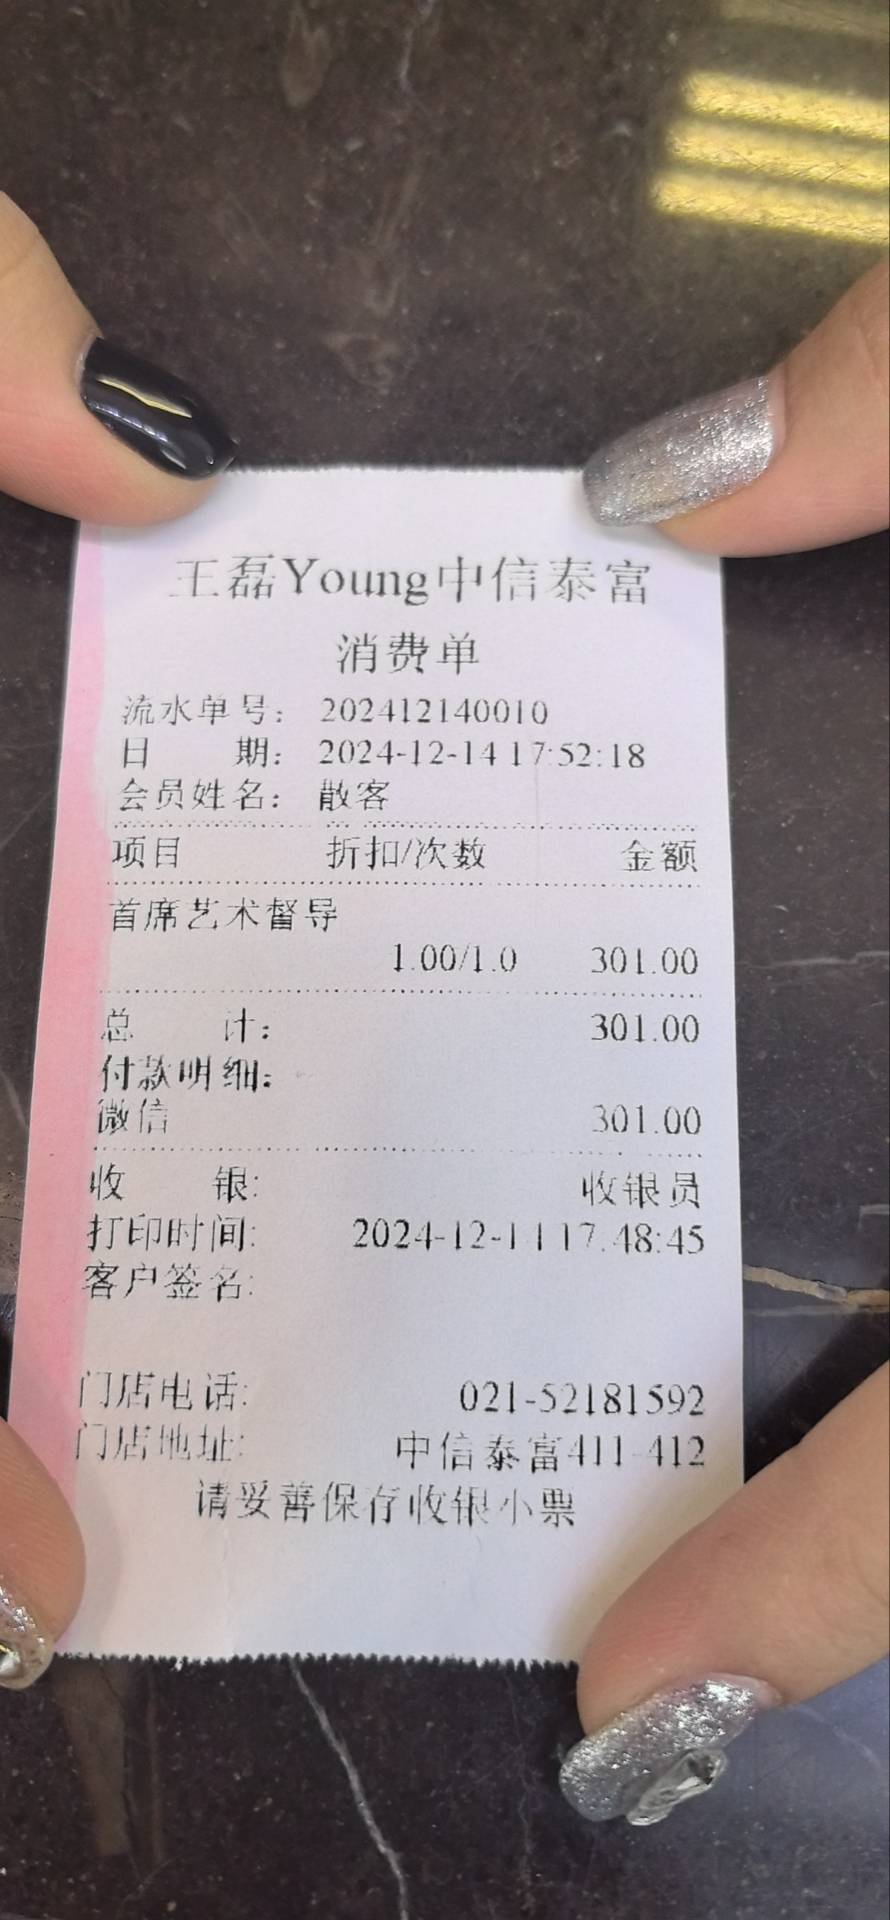 王磊Young中信泰富
消费单
流水单号： 202412140010
日　　期： 2024-12-14 17:52:18
会员姓名： 散客
项目 折扣/次数 金额
首席艺术督导
1.00/1.0 301.00
总　　计： 301.00
付款明细：
微信 301.00
收　　银: 收银员
打印时间: 2024-12-14 17:48:45
客户签名:
门店电话: 021-52181592
门店地址: 中信泰富411-412
请妥善保存收银小票